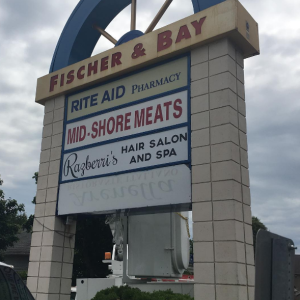 FISCHER & BAY
RITE AID PHARMACY
MID-SHORE MEATS
Razberri's HAIR SALON
AND SPA